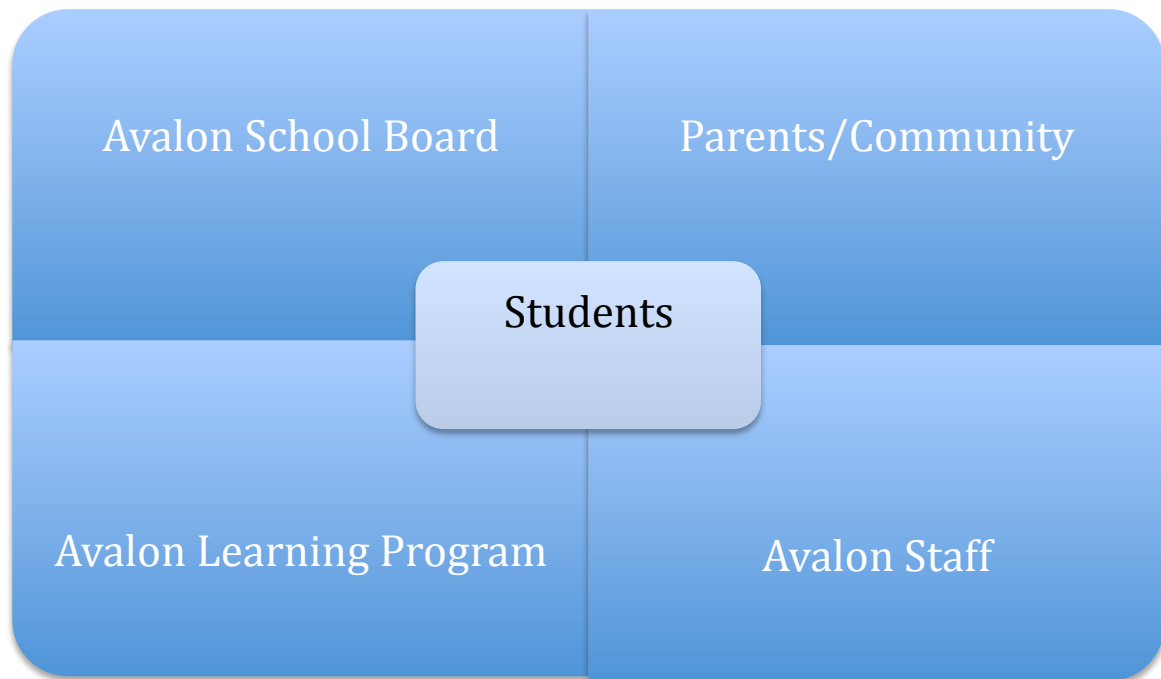 Avalon School Board
Parents/Community
Students
Avalon Learning Program
Avalon Staff